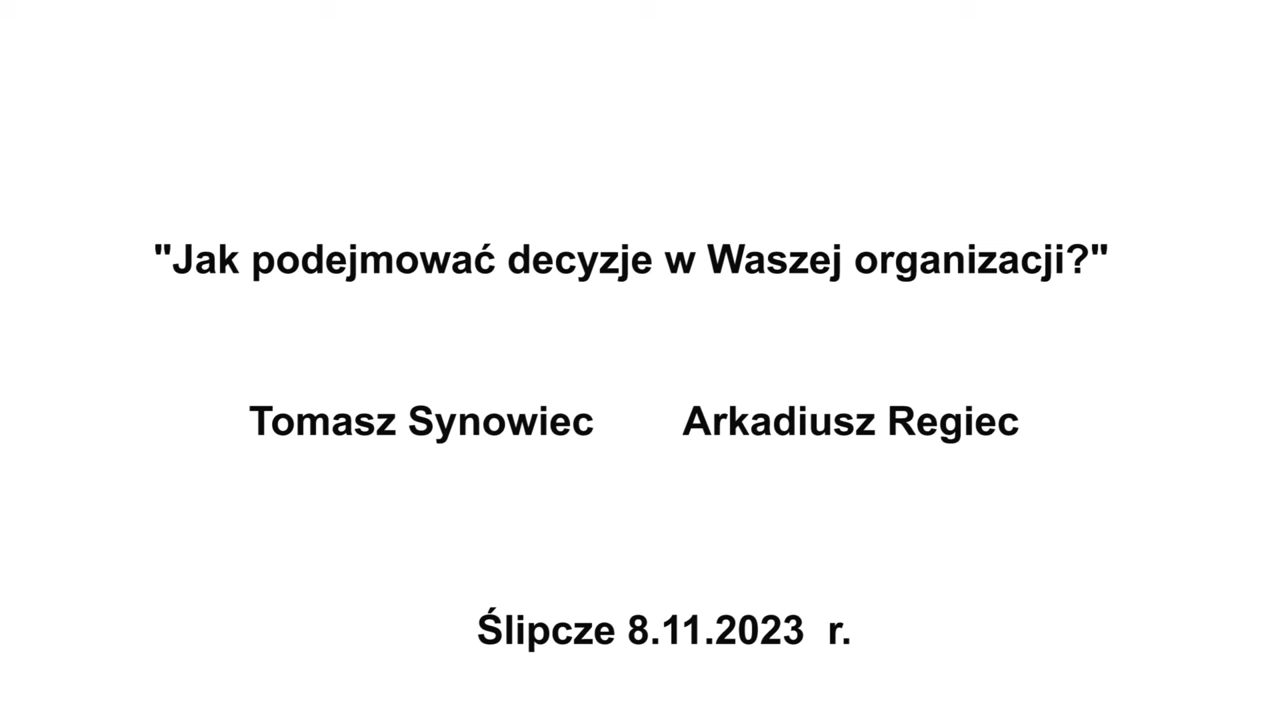 "Jak podejmować decyzje w Waszej organizacji?"
Tomasz Synowiec Arkadiusz Regiec
Ślipcze 8.11.2023 r.